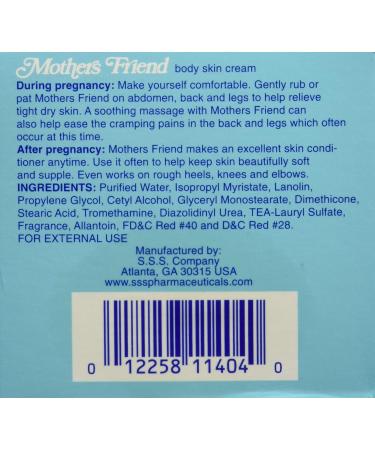 Mothers Friend body skin cream
During pregnancy: Make yourself comfortable. Gently rub or
pat Mothers Friend on abdomen, back and legs to help relieve
tight dry skin. A soothing massage with Mothers Friend can
also help ease the cramping pains in the back and legs which often
occur at this time.
After pregnancy: Mothers Friend makes an excellent skin condi-
tioner anytime. Use it often to help keep skin beautifully soft
and supple. Even works on rough heels, knees and elbows.
INGREDIENTS: Purified Water, Isopropyl Myristate, Lanolin,
Propylene Glycol, Cetyl Alcohol, Glyceryl Monostearate, Dimethicone,
Stearic Acid, Tromethamine, Diazolidinyl Urea, TEA-Lauryl Sulfate,
Fragrance, Allantoin, FD&C Red #40 and D&C Red #28.
FOR EXTERNAL USE
Manufactured by:
S.S.S. Company
Atlanta, GA 30315 USA
www.ssspharmaceuticals.com
0 12258 11404 0